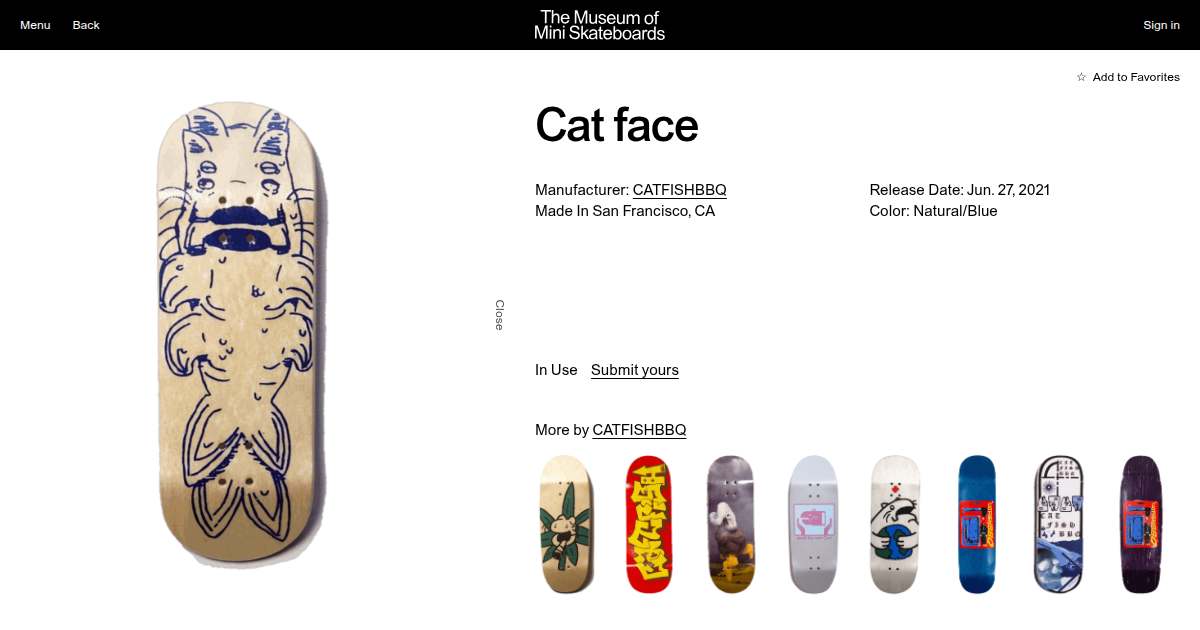 Menu
Back
The Museum of
Mini Skateboards
Sign in
☆ Add to Favorites
Cat face
Manufacturer: CATFISHBBQ
Made In San Francisco, CA
Release Date: Jun. 27, 2021
Color: Natural/Blue
Close
In Use
Submit yours
More by CATFISHBBQ